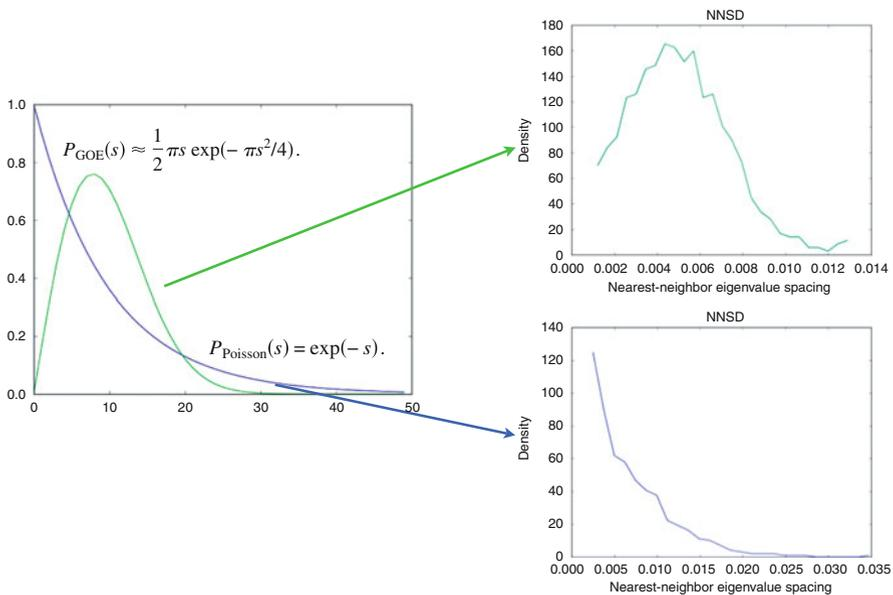 1.0
0.8
0.6
0.4
0.2
0.0
0 10 20 30 40 50
P_GOE(s) ≈ 1/2 πs exp(− πs²/4).
P_Poisson(s) = exp(−s).
NNSD
180
160
140
120
100
80
60
40
20
0
Density
0.000 0.002 0.004 0.006 0.008 0.010 0.012 0.014
Nearest-neighbor eigenvalue spacing
NNSD
140
120
100
80
60
40
20
0
Density
0.000 0.005 0.010 0.015 0.020 0.025 0.030 0.035
Nearest-neighbor eigenvalue spacing